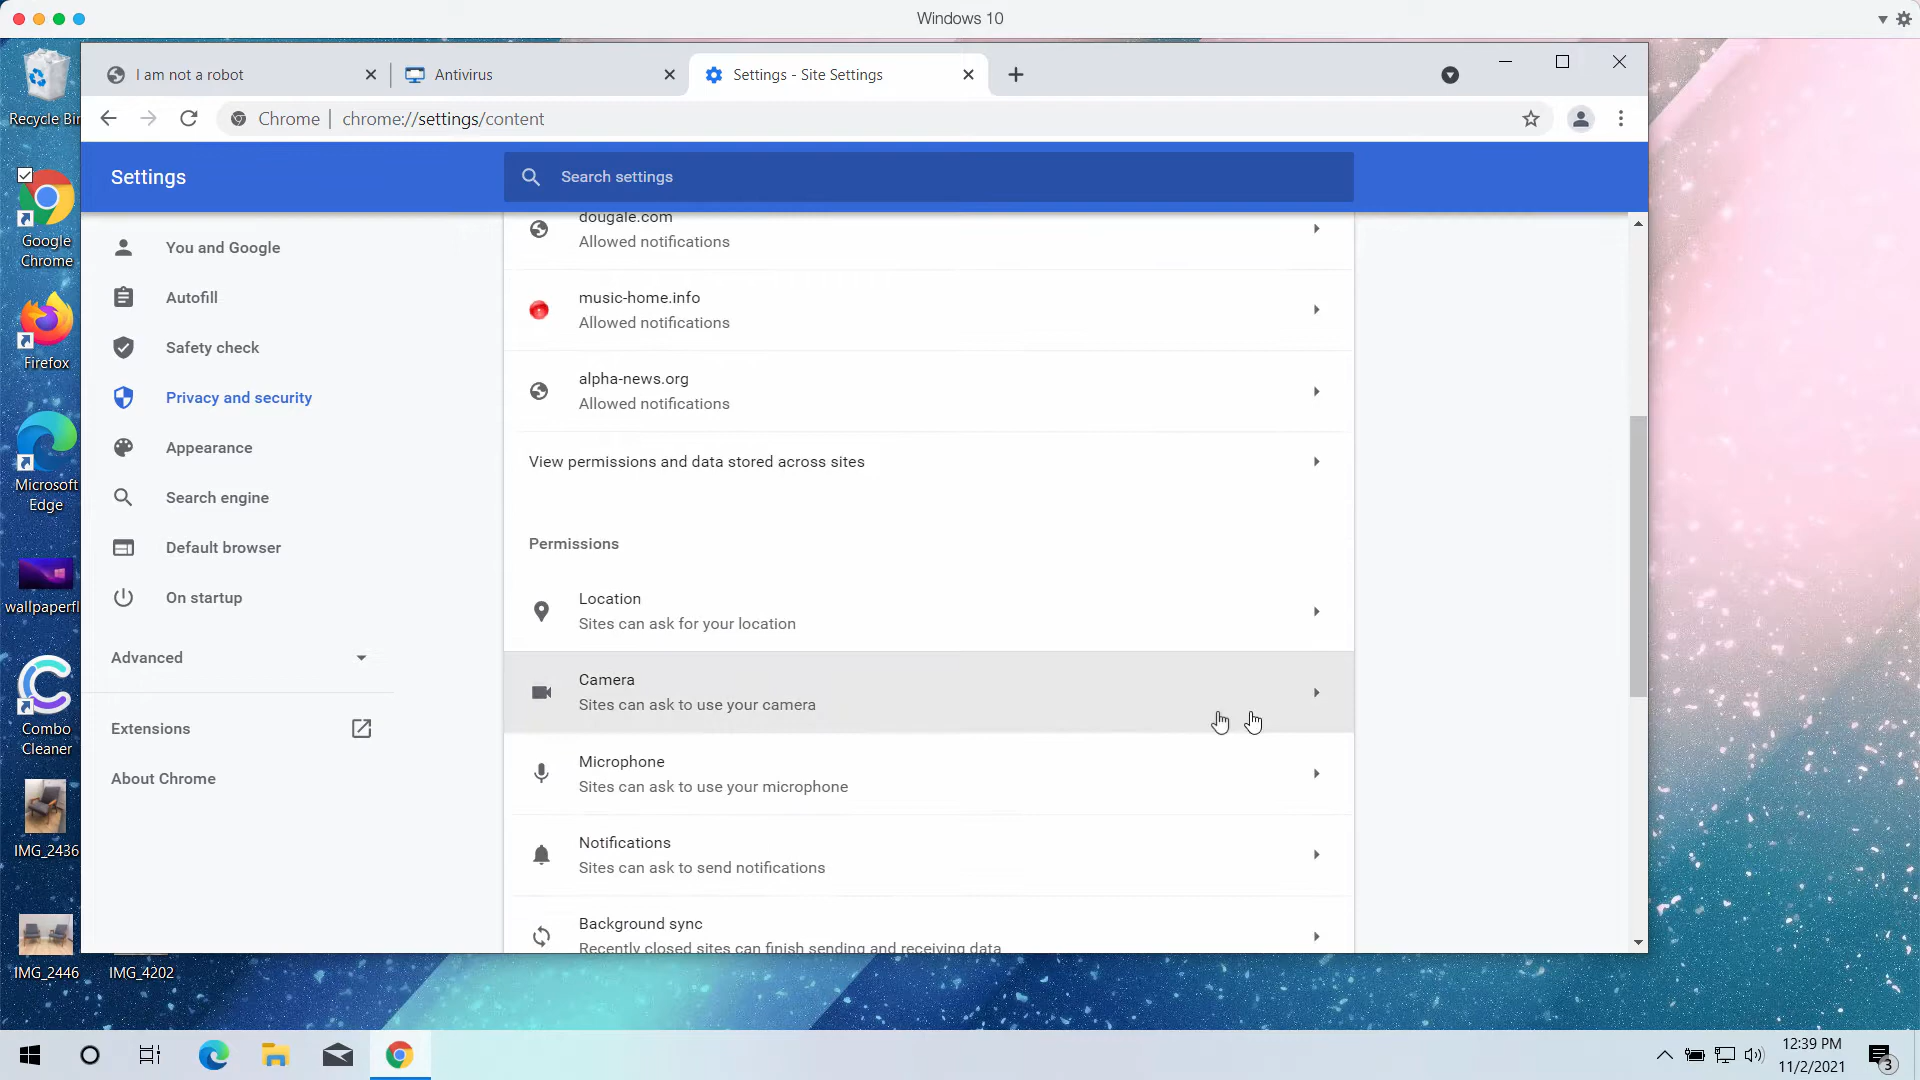 Windows 10
I am not a robot
Antivirus
Settings - Site Settings
Chrome
chrome://settings/content
Settings
Search settings
You and Google
Autofill
Safety check
Privacy and security
Appearance
Search engine
Default browser
On startup
Advanced
Extensions
About Chrome
dougale.com
Allowed notifications
music-home.info
Allowed notifications
alpha-news.org
Allowed notifications
View permissions and data stored across sites
Permissions
Location
Sites can ask for your location
Camera
Sites can ask to use your camera
Microphone
Sites can ask to use your microphone
Notifications
Sites can ask to send notifications
Background sync
Recently closed sites can finish sending and receiving data
Recycle Bin
Google
Chrome
Firefox
Microsoft
Edge
wallpaperfl
Combo
Cleaner
IMG_2436
IMG_2446
IMG_4202
12:39 PM
11/2/2021
3